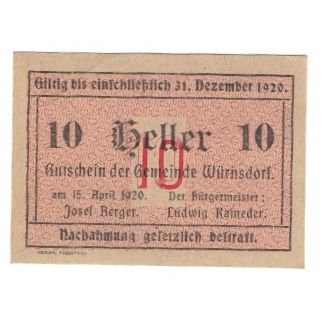 Giltig bis einschließlich 31. Dezember 1920.
10 Heller 10
10
Gutschein der Gemeinde Würnsdorf.
am 15. April 1920. Der Bürgermeister:
Josef Berger. Ludwig Raineder.
Nachahmung gesetzlich bestraft.